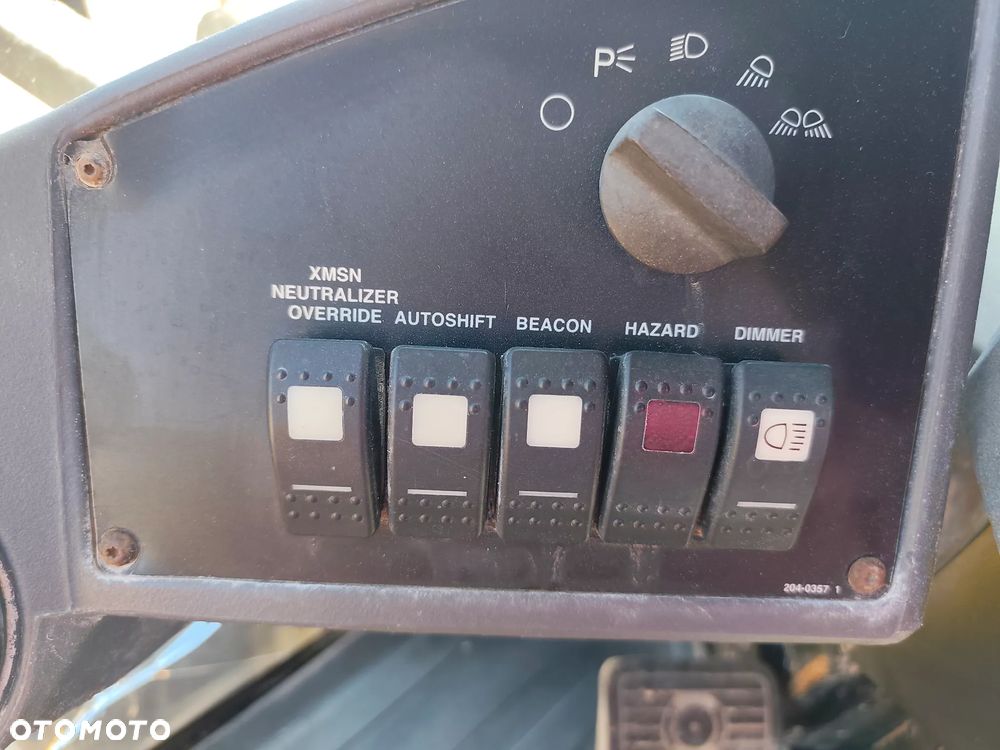 P
XMSN
NEUTRALIZER
OVERRIDE
AUTOSHIFT
BEACON
HAZARD
DIMMER
204-0357 1
OTOMOTO